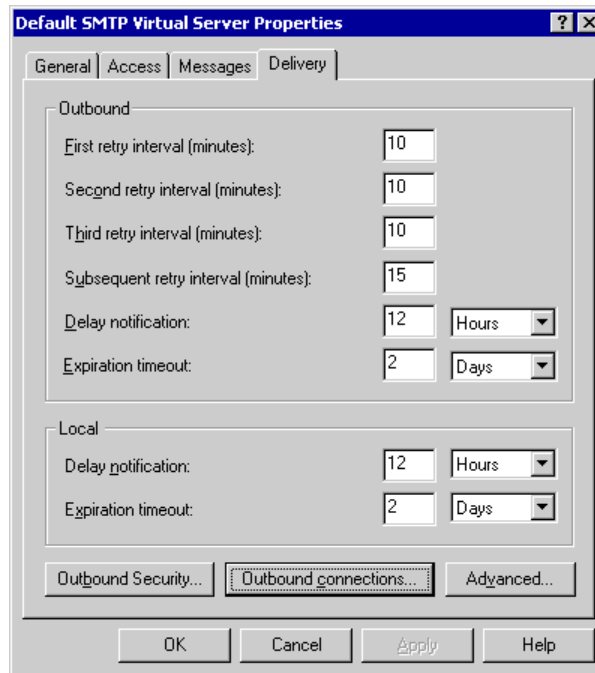 Default SMTP Virtual Server Properties
General Access Messages Delivery
Outbound
First retry interval (minutes): 10
Second retry interval (minutes): 10
Third retry interval (minutes): 10
Subsequent retry interval (minutes): 15
Delay notification: 12 Hours
Expiration timeout: 2 Days
Local
Delay notification: 12 Hours
Expiration timeout: 2 Days
Outbound Security... Outbound connections... Advanced...
OK Cancel Apply Help